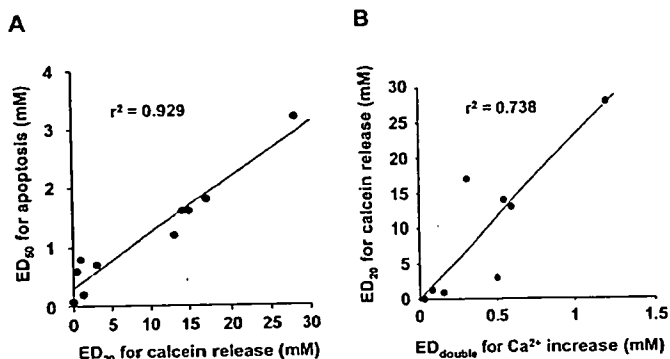 A
B
4
3
2
1
0
ED50 for apoptosis (mM)
r² = 0.929
0 5 10 15 20 25 30
ED20 for calcein release (mM)
30
25
20
15
10
5
0
ED20 for calcein release (mM)
r² = 0.738
0 0.5 1 1.5
EDdouble for Ca²⁺ increase (mM)